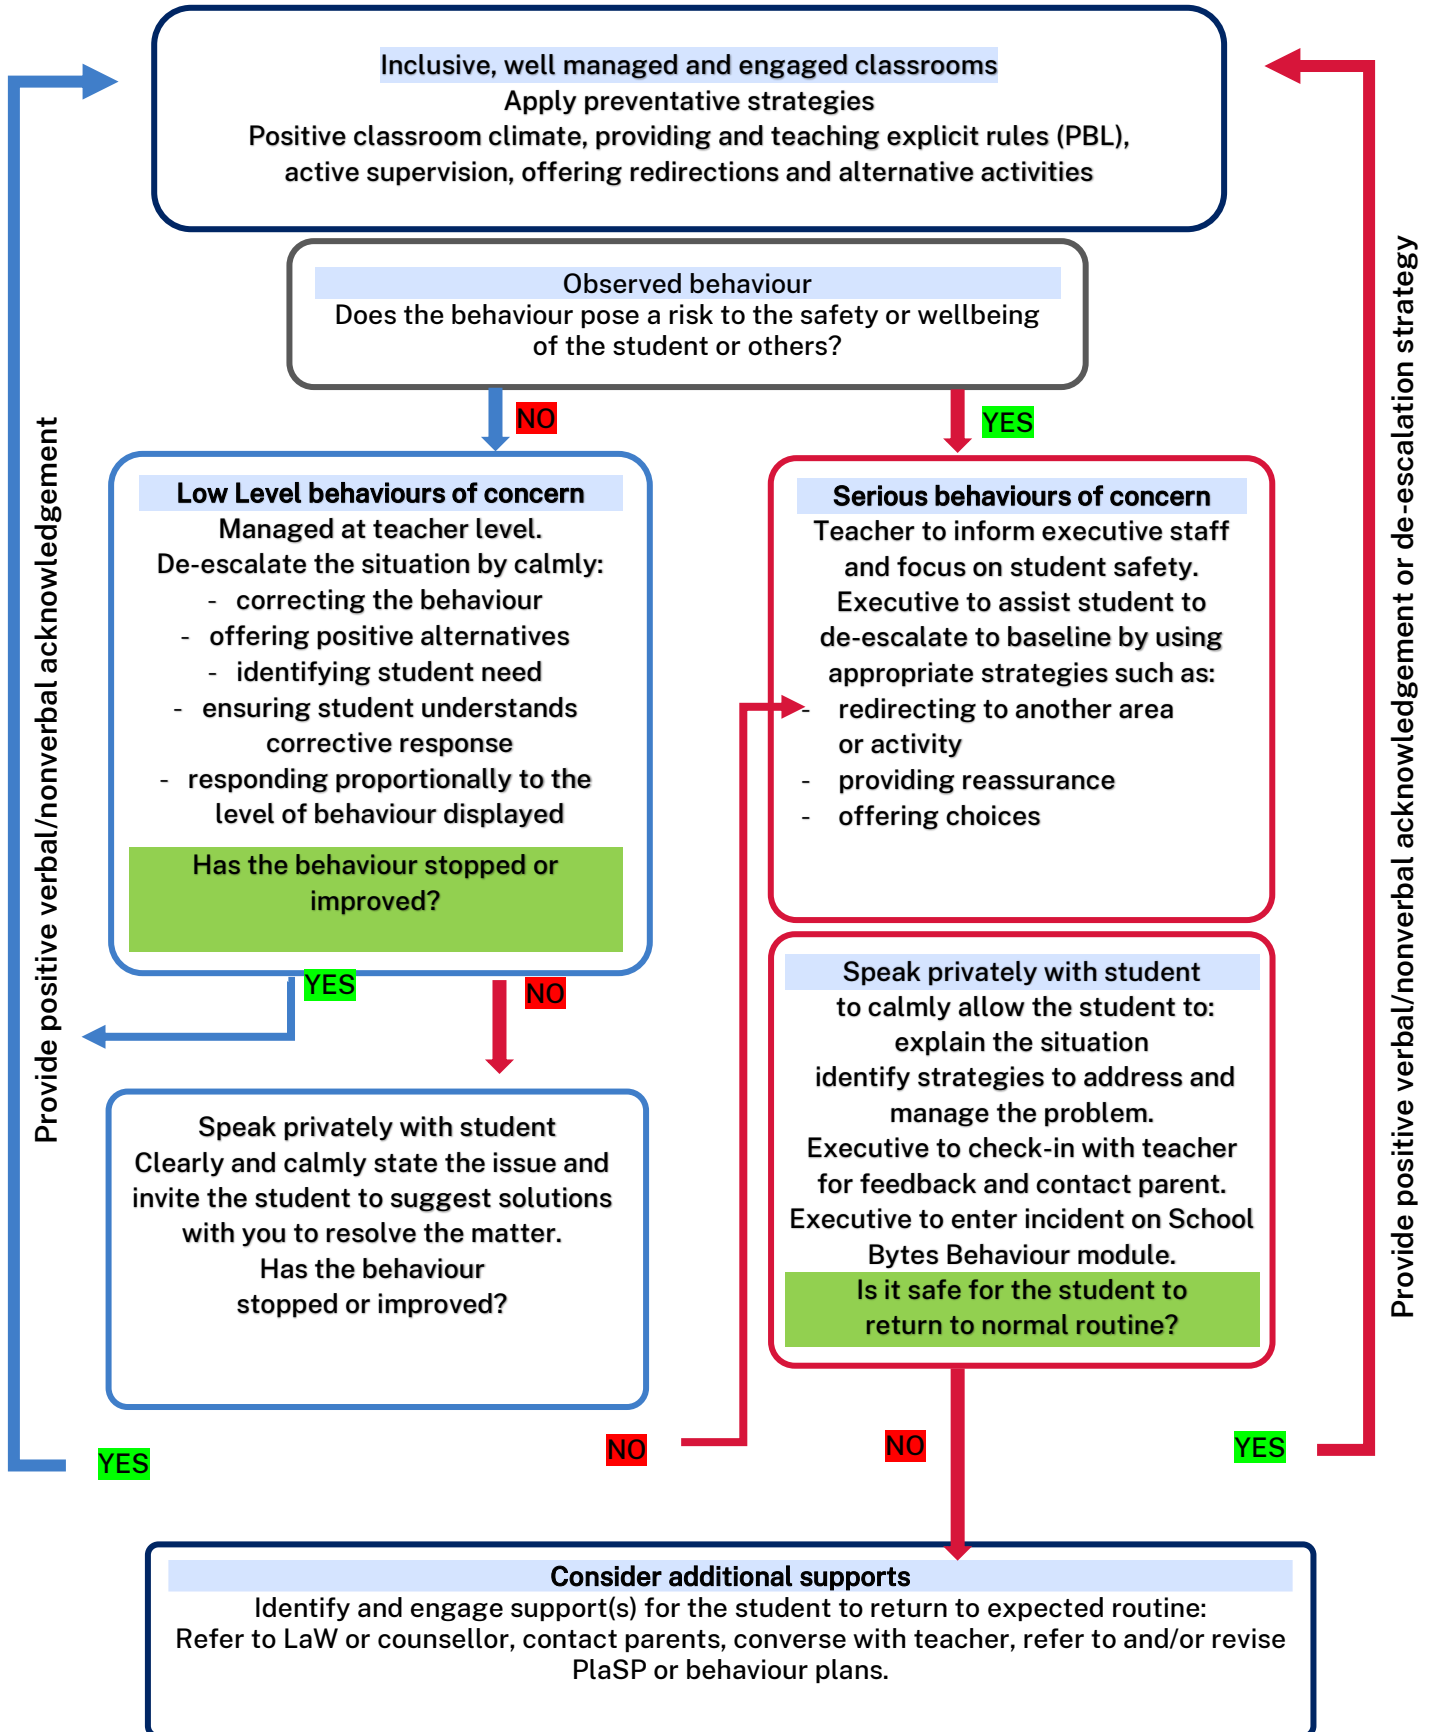 Inclusive, well managed and engaged classrooms
Apply preventative strategies
Positive classroom climate, providing and teaching explicit rules (PBL),
active supervision, offering redirections and alternative activities
Observed behaviour
Does the behaviour pose a risk to the safety or wellbeing
of the student or others?
NO
YES
Low Level behaviours of concern
Managed at teacher level.
De-escalate the situation by calmly:
- correcting the behaviour
- offering positive alternatives
- identifying student need
- ensuring student understands
corrective response
- responding proportionally to the
level of behaviour displayed
Has the behaviour stopped or
improved?
YES
NO
Speak privately with student
Clearly and calmly state the issue and
invite the student to suggest solutions
with you to resolve the matter.
Has the behaviour
stopped or improved?
YES
NO
Provide positive verbal/nonverbal acknowledgement
Serious behaviours of concern
Teacher to inform executive staff
and focus on student safety.
Executive to assist student to
de-escalate to baseline by using
appropriate strategies such as:
- redirecting to another area
or activity
- providing reassurance
- offering choices
Speak privately with student
to calmly allow the student to:
explain the situation
identify strategies to address and
manage the problem.
Executive to check-in with teacher
for feedback and contact parent.
Executive to enter incident on School
Bytes Behaviour module.
Is it safe for the student to
return to normal routine?
NO
YES
Provide positive verbal/nonverbal acknowledgement or de-escalation strategy
Consider additional supports
Identify and engage support(s) for the student to return to expected routine:
Refer to LaW or counsellor, contact parents, converse with teacher, refer to and/or revise
PlaSP or behaviour plans.